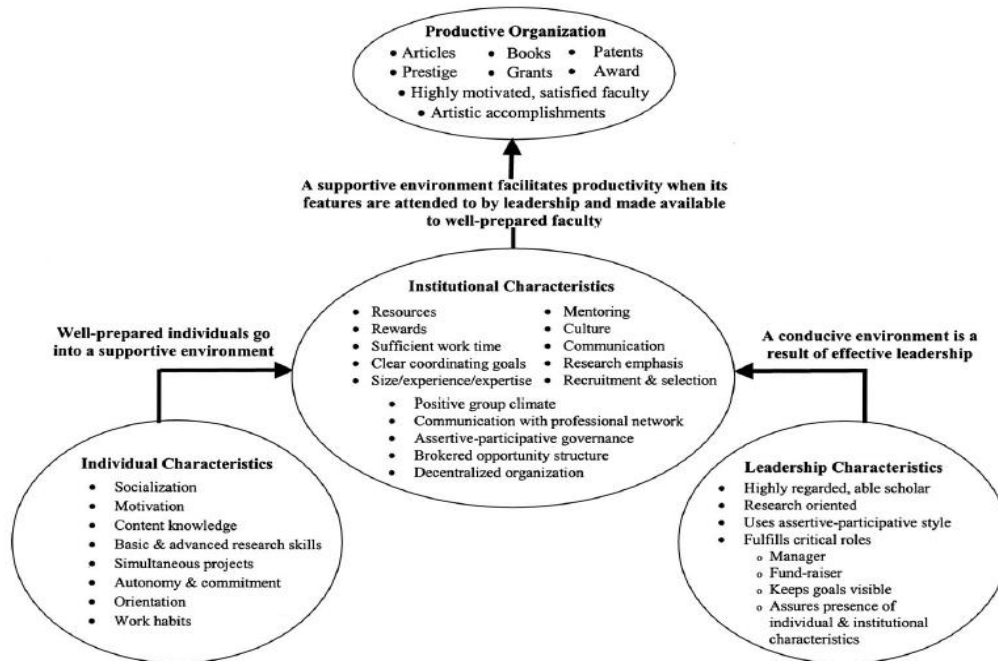 Productive Organization
• Articles • Books • Patents
• Prestige • Grants • Award
• Highly motivated, satisfied faculty
• Artistic accomplishments
A supportive environment facilitates productivity when its
features are attended to by leadership and made available
to well-prepared faculty
Institutional Characteristics
• Resources • Mentoring
• Rewards • Culture
• Sufficient work time • Communication
• Clear coordinating goals • Research emphasis
• Size/experience/expertise • Recruitment & selection
• Positive group climate
• Communication with professional network
• Assertive-participative governance
• Brokered opportunity structure
• Decentralized organization
Well-prepared individuals go
into a supportive environment
A conducive environment is a
result of effective leadership
Individual Characteristics
• Socialization
• Motivation
• Content knowledge
• Basic & advanced research skills
• Simultaneous projects
• Autonomy & commitment
• Orientation
• Work habits
Leadership Characteristics
• Highly regarded, able scholar
• Research oriented
• Uses assertive-participative style
• Fulfills critical roles
o Manager
o Fund-raiser
o Keeps goals visible
o Assures presence of
individual & institutional
characteristics